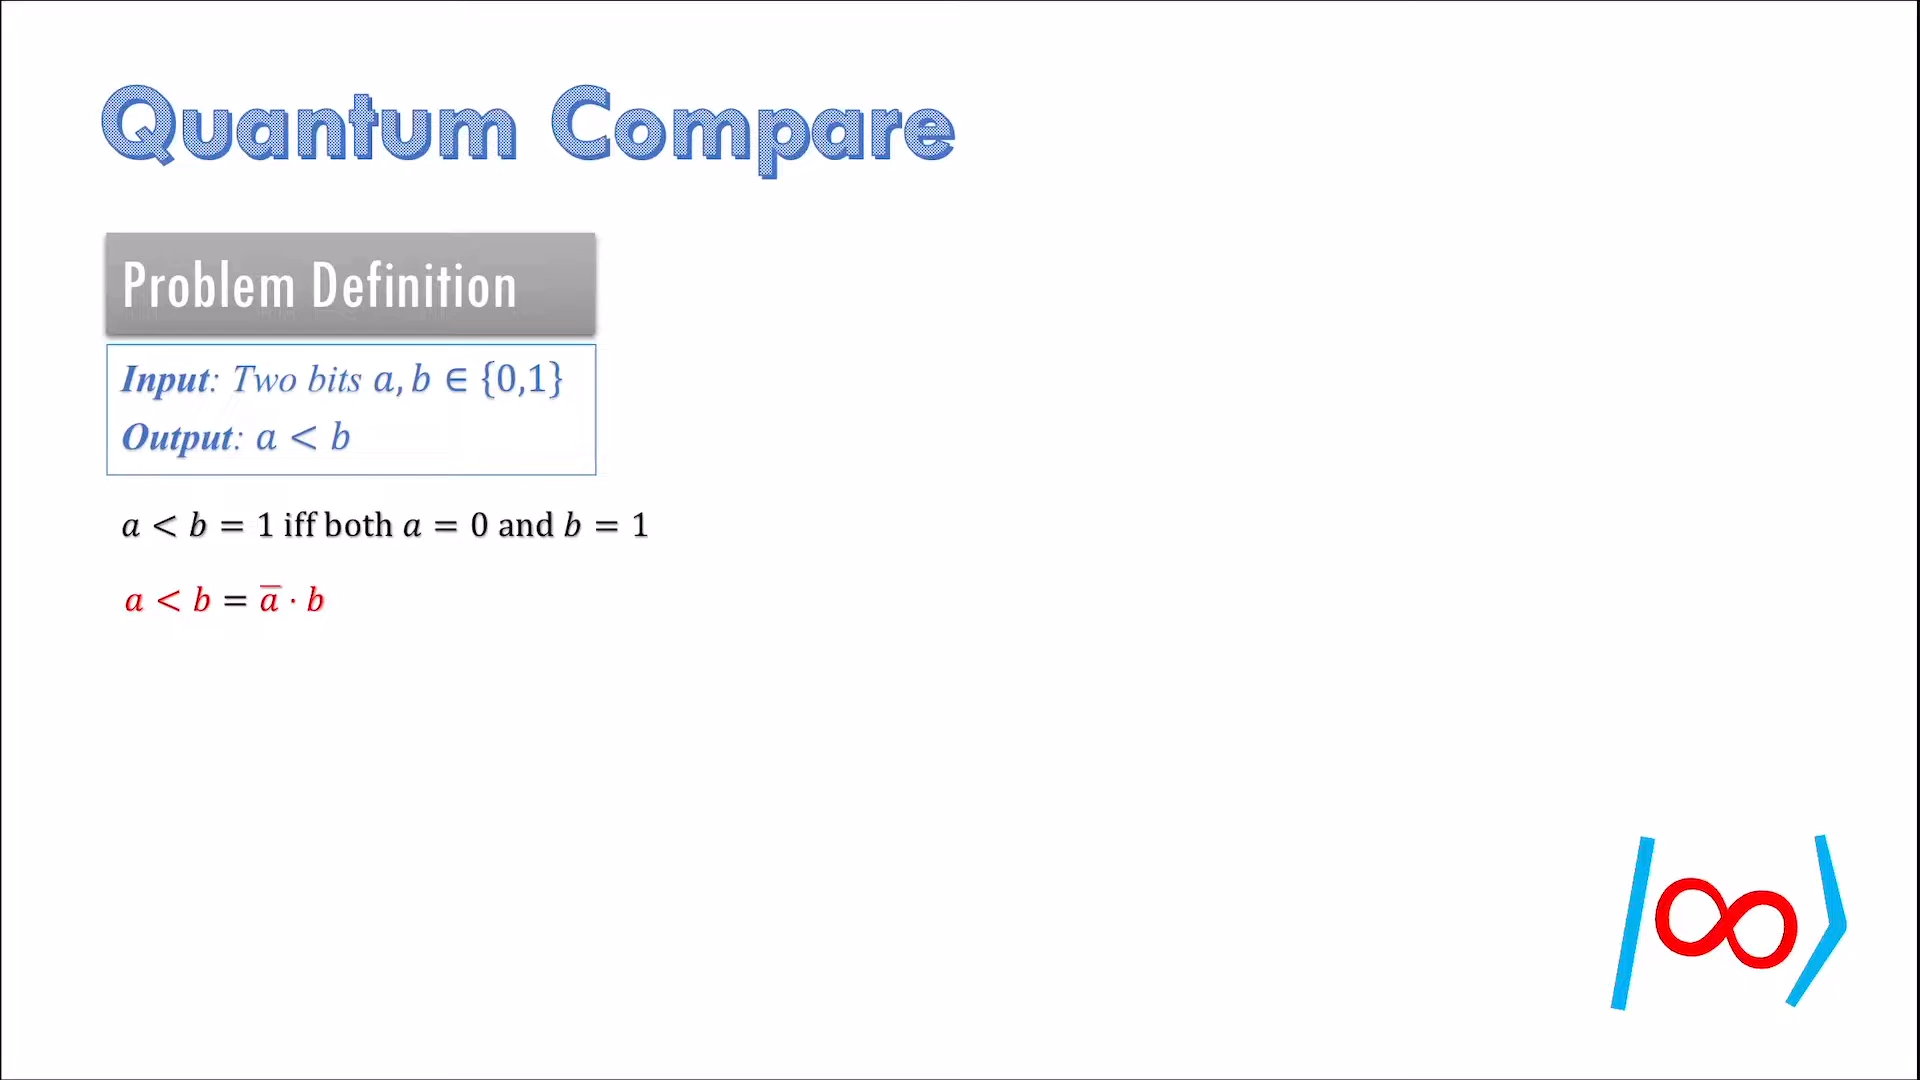 Quantum Compare
Problem Definition
Input: Two bits a, b ∈ {0,1}
Output: a < b
a < b = 1 iff both a = 0 and b = 1
a < b = a̅ · b
|∞⟩